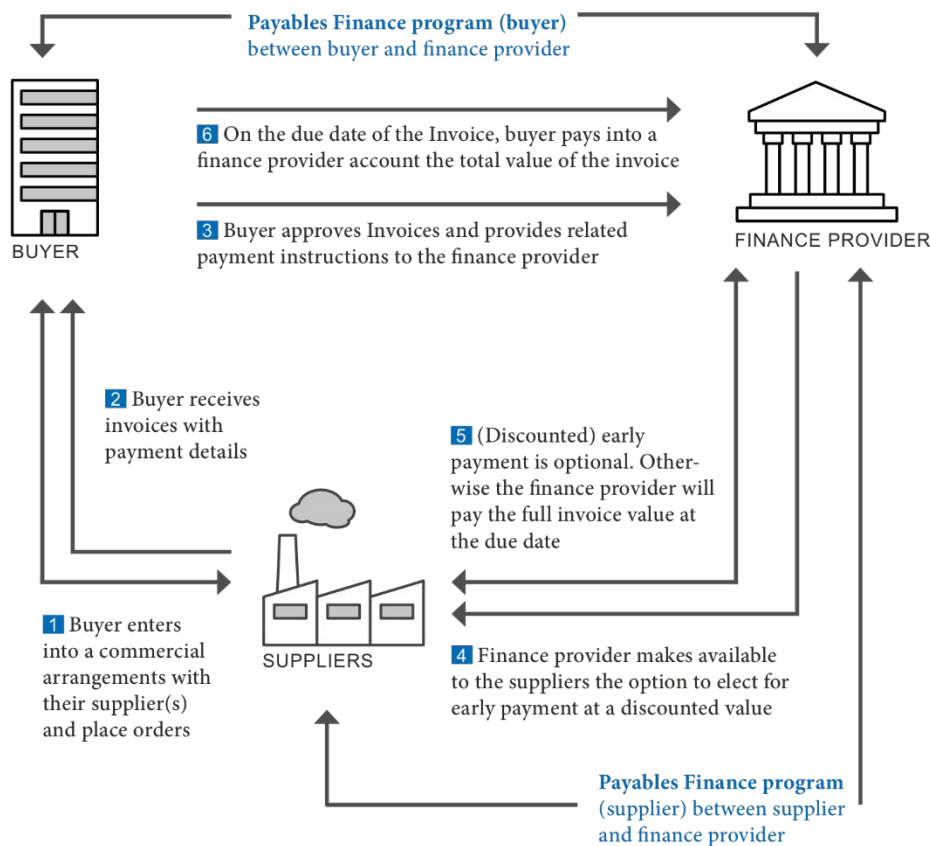 Payables Finance program (buyer)
between buyer and finance provider
6 On the due date of the Invoice, buyer pays into a
finance provider account the total value of the invoice
3 Buyer approves Invoices and provides related
payment instructions to the finance provider
BUYER
FINANCE PROVIDER
2 Buyer receives
invoices with
payment details
5 (Discounted) early
payment is optional. Other-
wise the finance provider will
pay the full invoice value at
the due date
1 Buyer enters
into a commercial
arrangements with
their supplier(s)
and place orders
SUPPLIERS
4 Finance provider makes available
to the suppliers the option to elect for
early payment at a discounted value
Payables Finance program
(supplier) between supplier
and finance provider